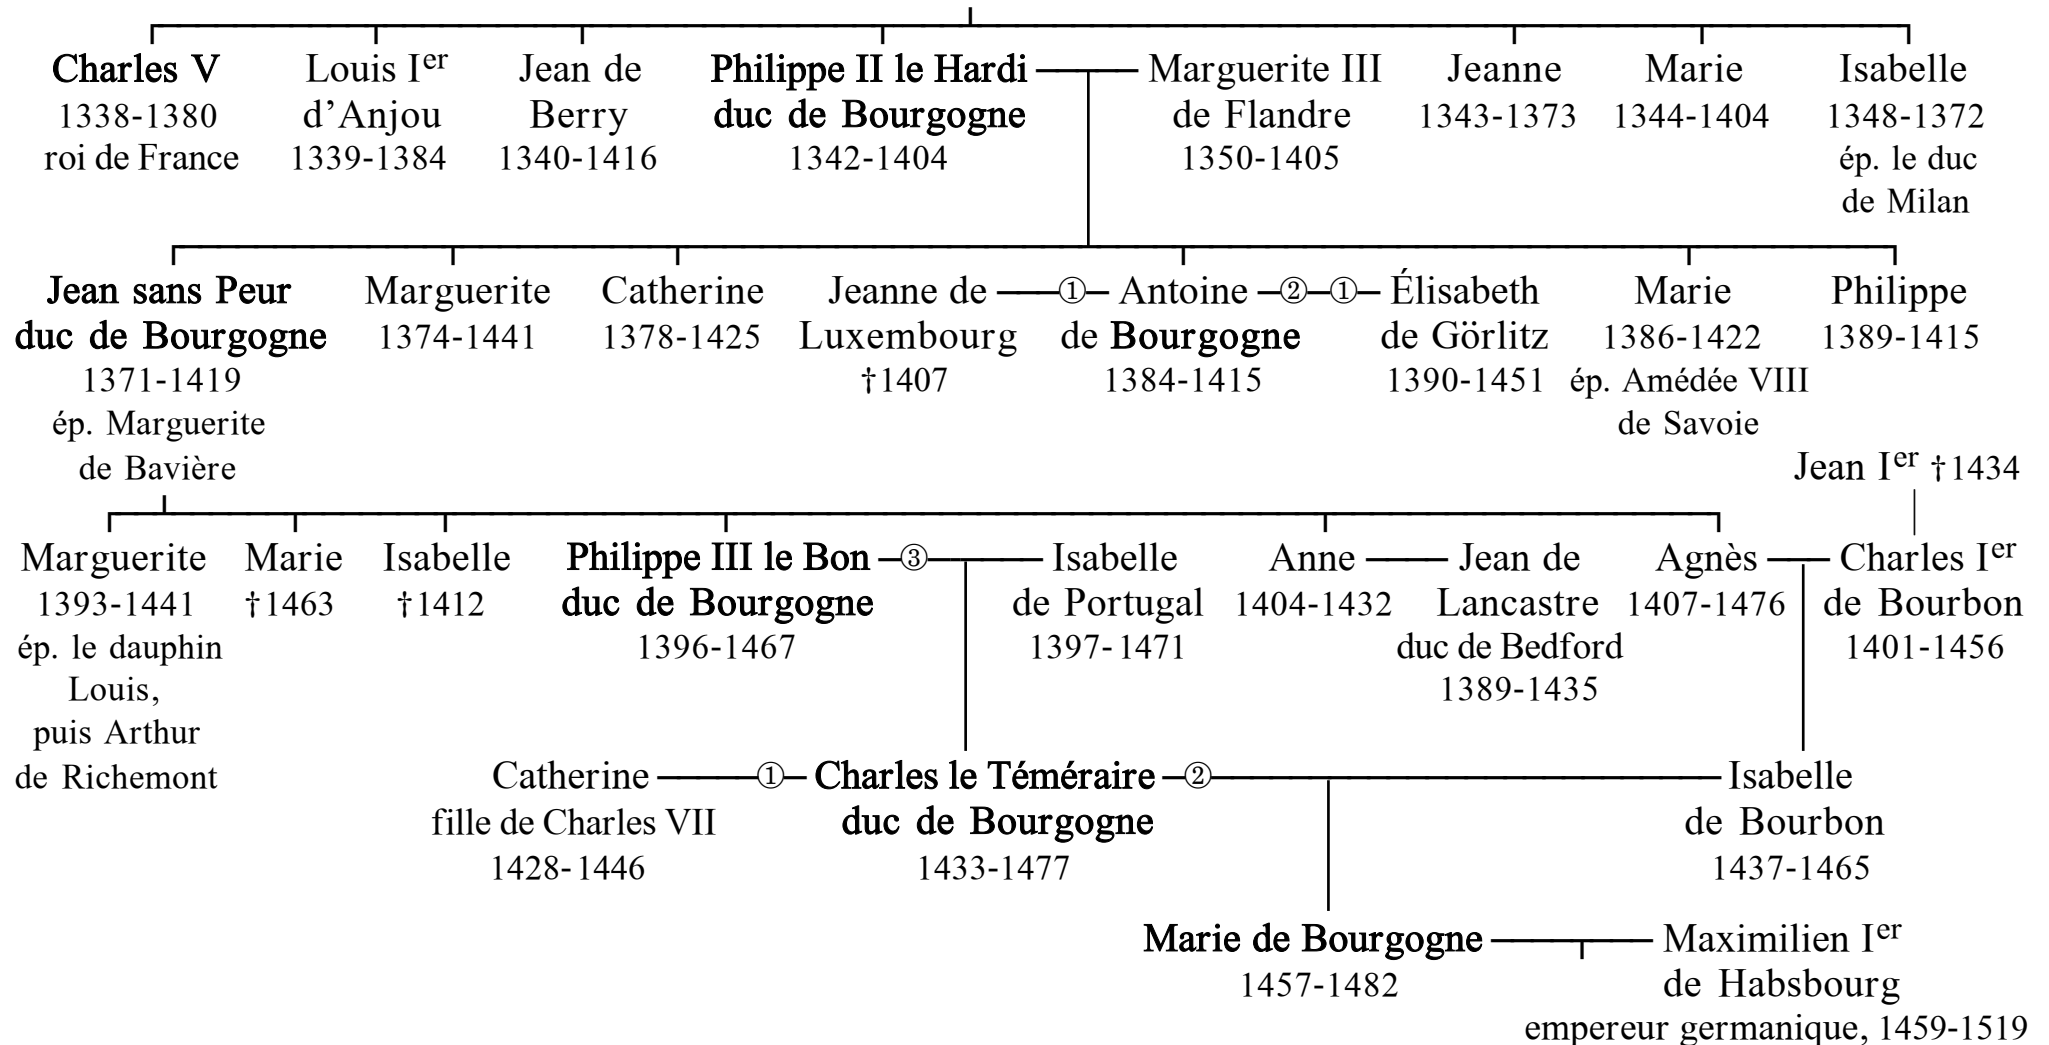 Charles V
1338-1380
roi de France
Louis Ier
d’Anjou
1339-1384
Jean de
Berry
1340-1416
Philippe II le Hardi
duc de Bourgogne
1342-1404
Marguerite III
de Flandre
1350-1405
Jeanne
1343-1373
Marie
1344-1404
Isabelle
1348-1372
ép. le duc
de Milan
Jean sans Peur
duc de Bourgogne
1371-1419
ép. Marguerite
de Bavière
Marguerite
1374-1441
Catherine
1378-1425
Jeanne de
Luxembourg
†1407
①
Antoine
de Bourgogne
1384-1415
②
①
Élisabeth
de Görlitz
1390-1451
Marie
1386-1422
ép. Amédée VIII
de Savoie
Philippe
1389-1415
Jean Ier †1434
Marguerite
1393-1441
ép. le dauphin
Louis,
puis Arthur
de Richemont
Marie
†1463
Isabelle
†1412
Philippe III le Bon
duc de Bourgogne
1396-1467
③
Isabelle
de Portugal
1397-1471
Anne
1404-1432
Jean de
Lancastre
duc de Bedford
1389-1435
Agnès
1407-1476
Charles Ier
de Bourbon
1401-1456
Catherine
fille de Charles VII
1428-1446
①
Charles le Téméraire
duc de Bourgogne
1433-1477
②
Isabelle
de Bourbon
1437-1465
Marie de Bourgogne
1457-1482
Maximilien Ier
de Habsbourg
empereur germanique, 1459-1519